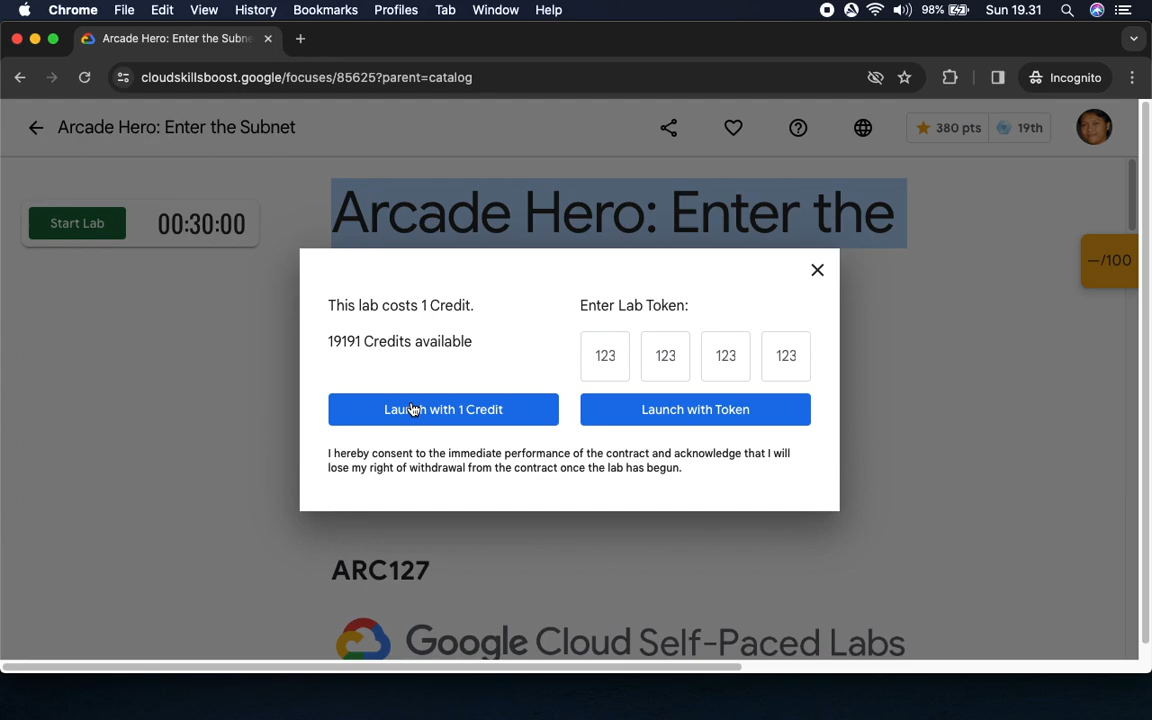 Chrome File Edit View History Bookmarks Profiles Tab Window Help 98% Sun 19.31
Arcade Hero: Enter the Subne
cloudskillsboost.google/focuses/85625?parent=catalog Incognito
Arcade Hero: Enter the Subnet 380 pts 19th
Start Lab 00:30:00
Arcade Hero: Enter the
–/100
This lab costs 1 Credit.
19191 Credits available
Launch with 1 Credit
Enter Lab Token:
123 123 123 123
Launch with Token
I hereby consent to the immediate performance of the contract and acknowledge that I will
lose my right of withdrawal from the contract once the lab has begun.
ARC127
Google Cloud Self-Paced Labs